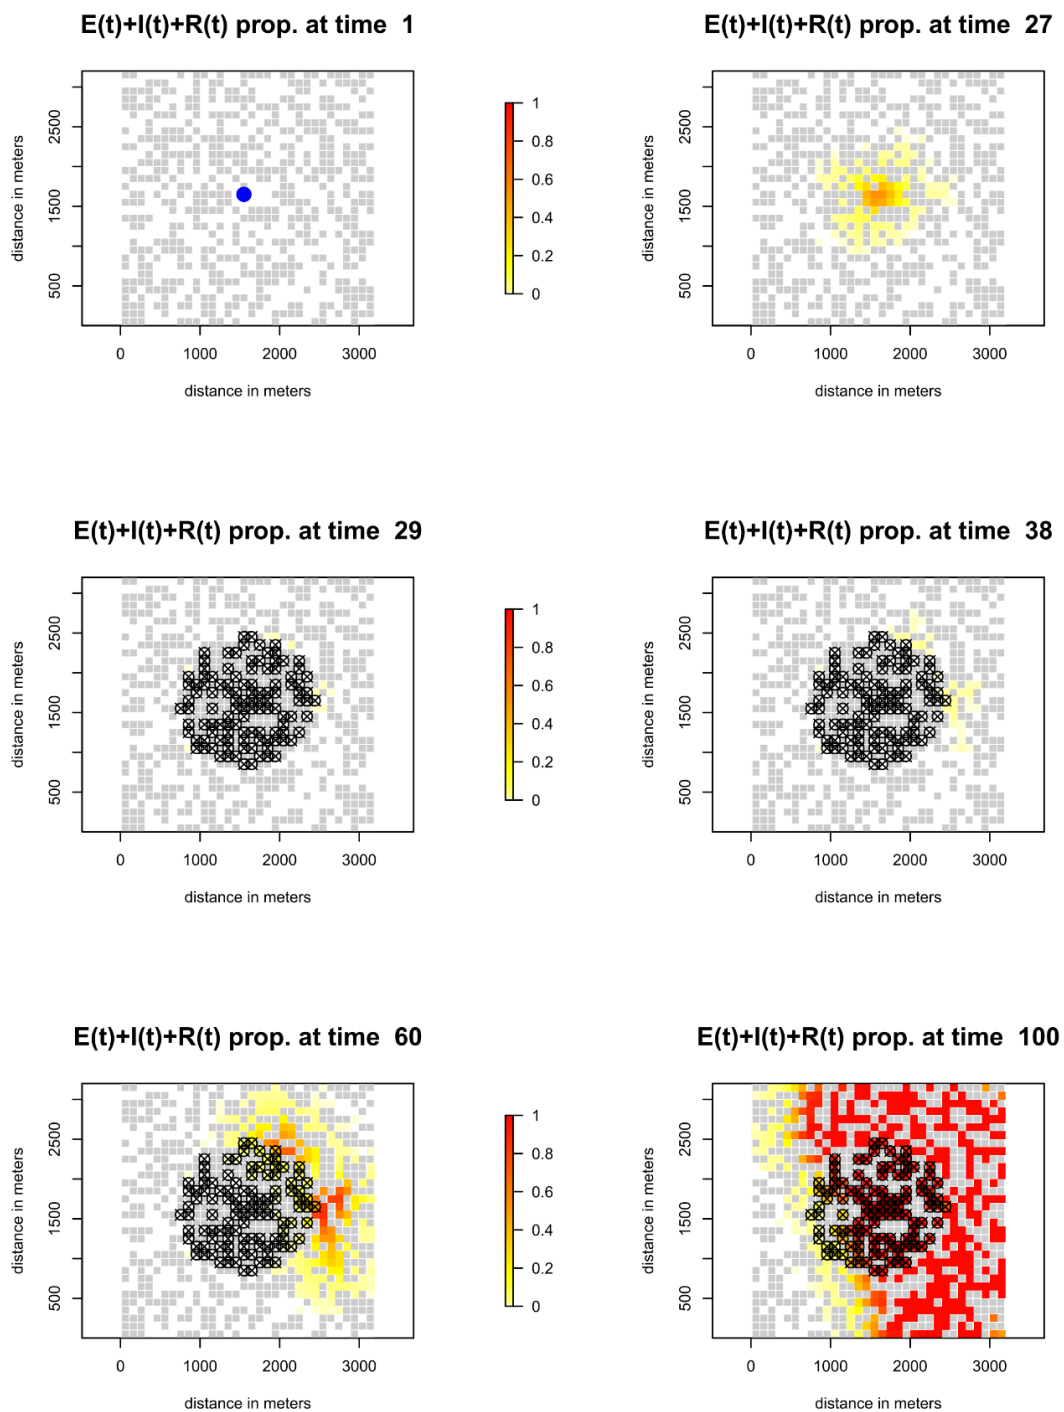 E(t)+I(t)+R(t) prop. at time 1
E(t)+I(t)+R(t) prop. at time 27
distance in meters
2500
1500
500
0 1000 2000 3000
distance in meters
1
0.8
0.6
0.4
0.2
0
distance in meters
2500
1500
500
0 1000 2000 3000
distance in meters
E(t)+I(t)+R(t) prop. at time 29
E(t)+I(t)+R(t) prop. at time 38
distance in meters
2500
1500
500
0 1000 2000 3000
distance in meters
1
0.8
0.6
0.4
0.2
0
distance in meters
2500
1500
500
0 1000 2000 3000
distance in meters
E(t)+I(t)+R(t) prop. at time 60
E(t)+I(t)+R(t) prop. at time 100
distance in meters
2500
1500
500
0 1000 2000 3000
distance in meters
1
0.8
0.6
0.4
0.2
0
distance in meters
2500
1500
500
0 1000 2000 3000
distance in meters